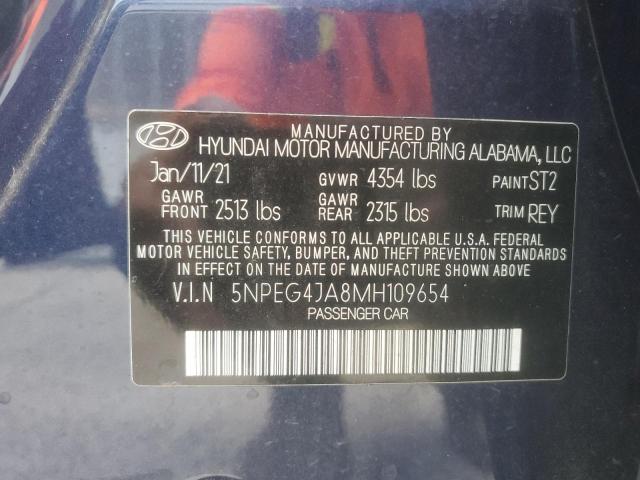 MANUFACTURED BY
HYUNDAI MOTOR MANUFACTURING ALABAMA, LLC
Jan/11/21 GVWR 4354 lbs PAINT ST2
GAWR FRONT 2513 lbs GAWR REAR 2315 lbs TRIM REY
THIS VEHICLE CONFORMS TO ALL APPLICABLE U.S.A. FEDERAL
MOTOR VEHICLE SAFETY, BUMPER, AND THEFT PREVENTION STANDARDS
IN EFFECT ON THE DATE OF MANUFACTURE SHOWN ABOVE
V.I.N 5NPEG4JA8MH109654
PASSENGER CAR